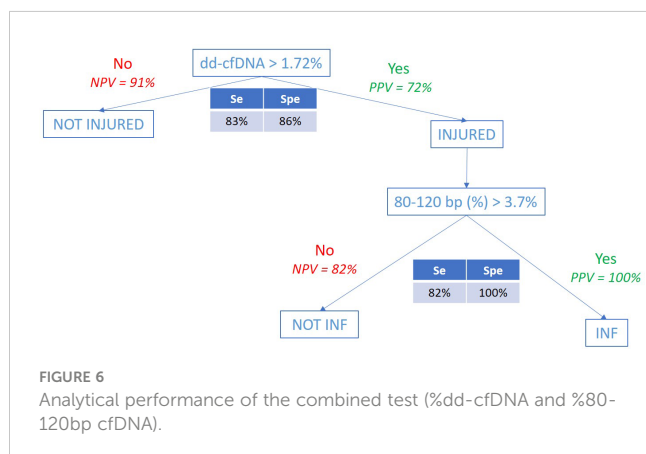 dd-cfDNA > 1.72%
No
NPV = 91%
Yes
PPV = 72%
Se Spe
83% 86%
NOT INJURED
INJURED
80-120 bp (%) > 3.7%
No
NPV = 82%
Yes
PPV = 100%
Se Spe
82% 100%
NOT INF
INF
FIGURE 6
Analytical performance of the combined test (%dd-cfDNA and %80-
120bp cfDNA).